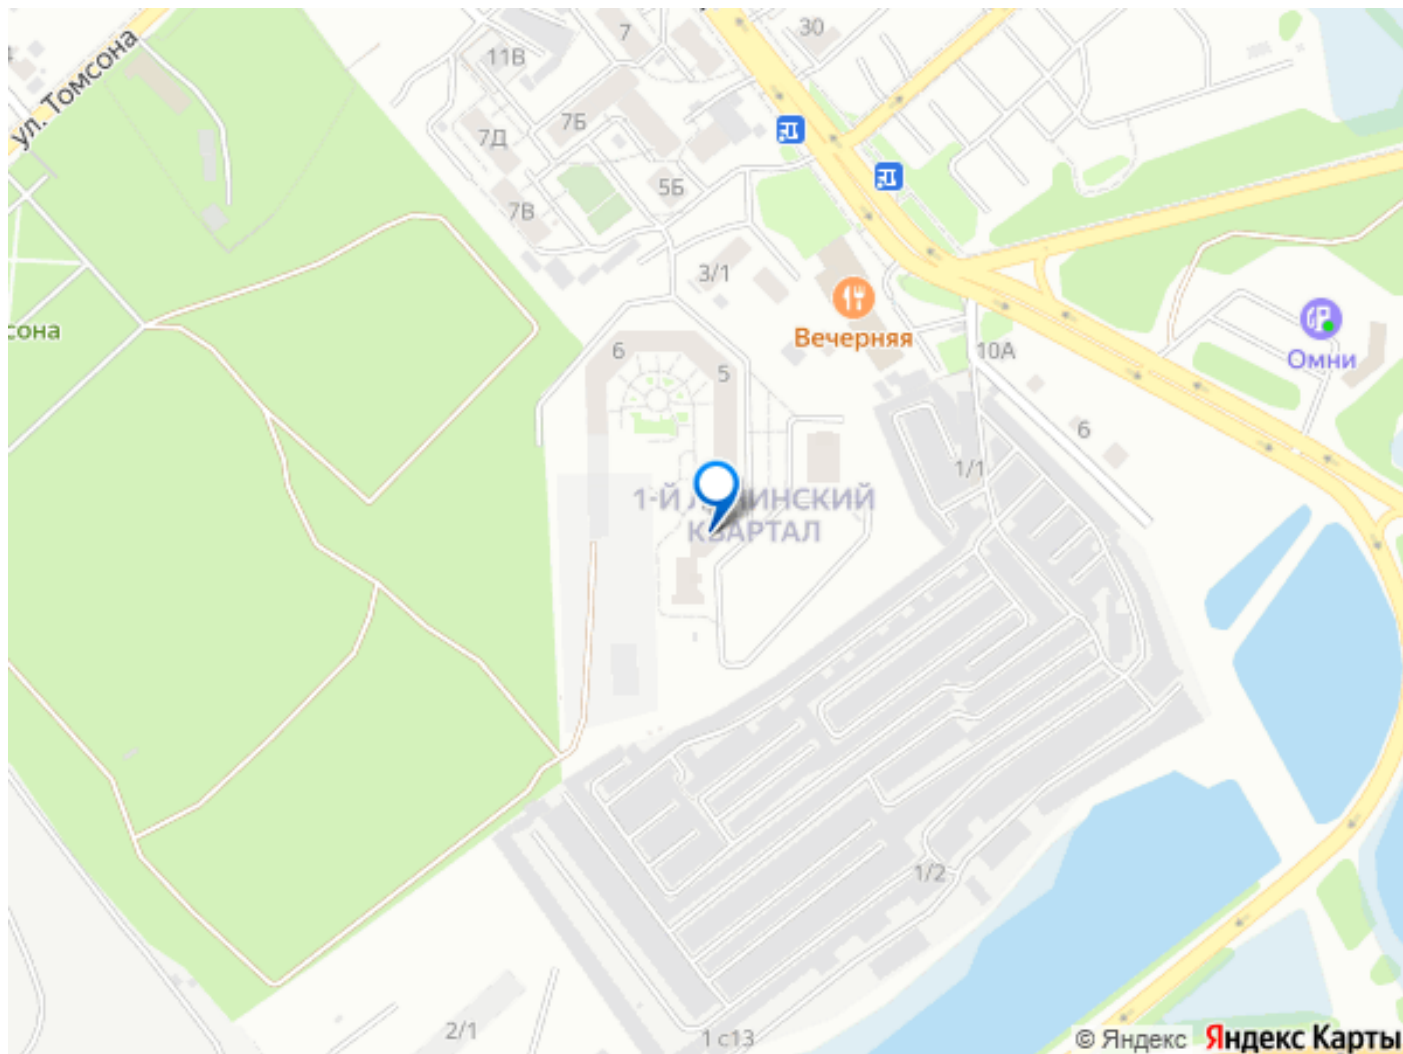 ул. Томсона
7
30
11В
7Б
7Д
5Б
7В
3/1
Вечерняя
Омни
сона
6
5
10А
6
1/1
1-й Л
ИНСКИЙ
КВАРТАЛ
1/2
2/1
1 с13
© Яндекс Яндекс Карты